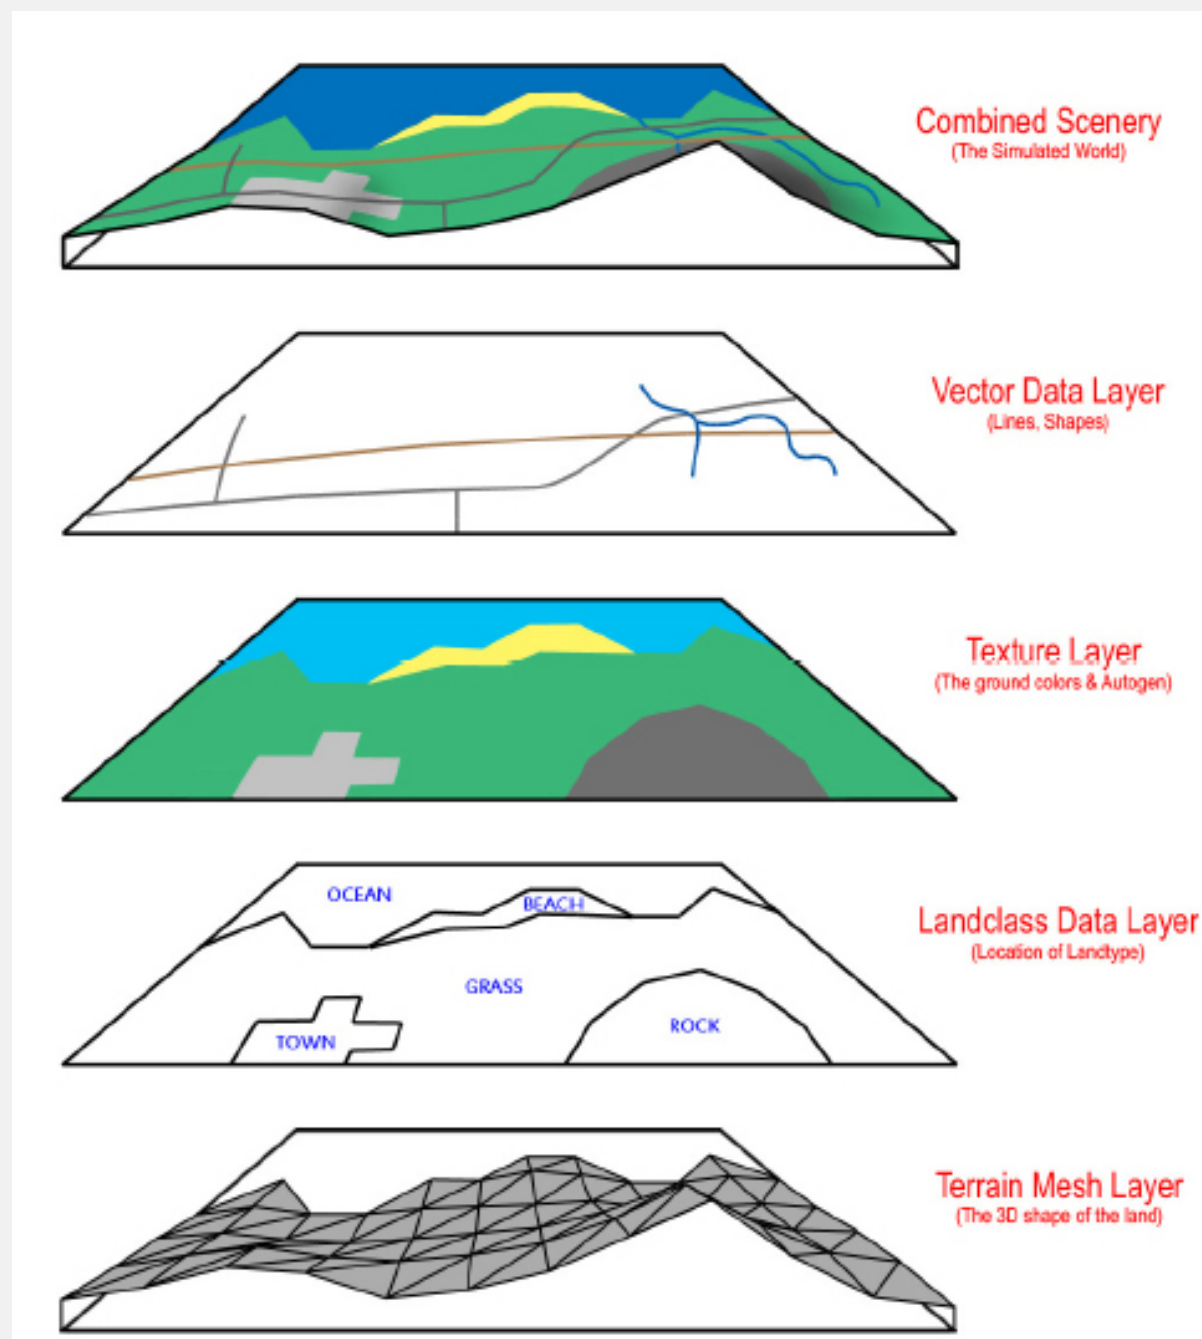 Combined Scenery
(The Simulated World)
Vector Data Layer
(Lines, Shapes)
Texture Layer
(The ground colors & Autogen)
OCEAN
BEACH
GRASS
TOWN
ROCK
Landclass Data Layer
(Location of Landtype)
Terrain Mesh Layer
(The 3D shape of the land)